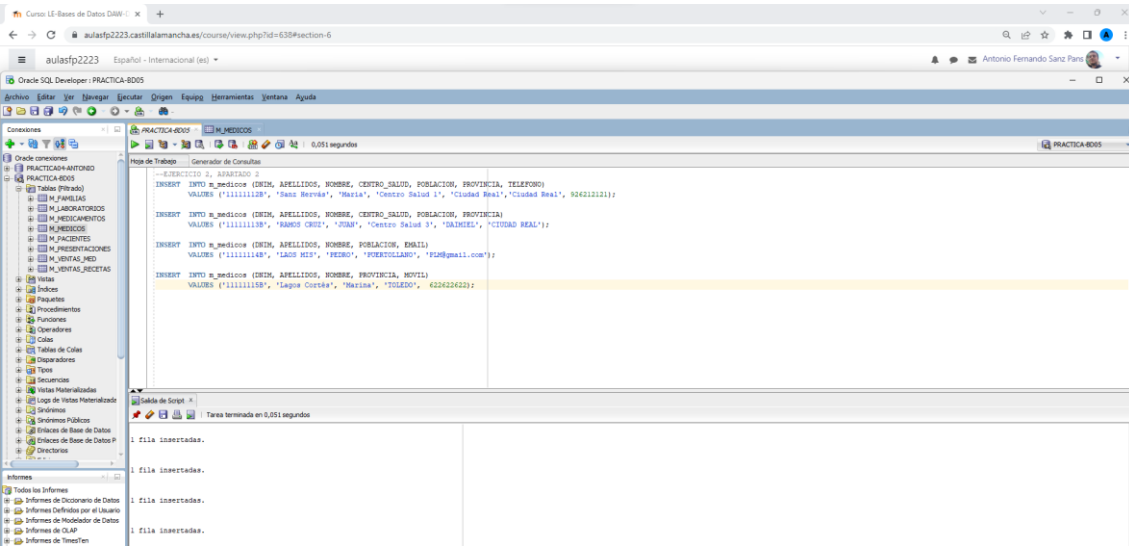 Curso: LE-Bases de Datos DAW-D
aulasfp2223.castillalamancha.es/course/view.php?id=638#section-6
aulasfp2223 Español - Internacional (es)
Antonio Fernando Sanz Pans
Oracle SQL Developer : PRACTICA-BD05
Archivo Editar Ver Navegar Ejecutar Origen Equipo Herramientas Ventana Ayuda
Conexiones
PRACTICA-BD05 M_MEDICOS
0,051 segundos
PRACTICA-BD05
Hoja de Trabajo Generador de Consultas
Oracle conexiones
PRACTICA04-ANTONIO
PRACTICA-BD05
Tablas (Filtrado)
M_FAMILIAS
M_LABORATORIOS
M_MEDICAMENTOS
M_MEDICOS
M_PACIENTES
M_PRESENTACIONES
M_VENTAS_MED
M_VENTAS_RECETAS
Vistas
Índices
Paquetes
Procedimientos
Funciones
Operadores
Colas
Tablas de Colas
Disparadores
Tipos
Secuencias
Vistas Materializadas
Logs de Vistas Materializada
Sinónimos
Sinónimos Públicos
Enlaces de Base de Datos
Enlaces de Base de Datos P
Directorios
--EJERCICIO 2, APARTADO 2
INSERT INTO m_medicos (DNIM, APELLIDOS, NOMBRE, CENTRO_SALUD, POBLACION, PROVINCIA, TELEFONO)
VALUES ('11111112B', 'Sanz Hervás', 'Maria', 'Centro Salud 1', 'Ciudad Real','Ciudad Real', 926212121);
INSERT INTO m_medicos (DNIM, APELLIDOS, NOMBRE, CENTRO_SALUD, POBLACION, PROVINCIA)
VALUES ('11111113B', 'RAMOS CRUZ', 'JUAN', 'Centro Salud 3', 'DAIMIEL', 'CIUDAD REAL');
INSERT INTO m_medicos (DNIM, APELLIDOS, NOMBRE, POBLACION, EMAIL)
VALUES ('11111114B', 'LAOS MIS', 'PEDRO', 'PUERTOLLANO', 'PLM@gmail.com');
INSERT INTO m_medicos (DNIM, APELLIDOS, NOMBRE, PROVINCIA, MOVIL)
VALUES ('11111115B', 'Lagos Cortés', 'Marina', 'TOLEDO', 622622622);
Salida de Script
Tarea terminada en 0,051 segundos
1 fila insertadas.
1 fila insertadas.
1 fila insertadas.
1 fila insertadas.
Informes
Todos los Informes
Informes de Diccionario de Datos
Informes Definidos por el Usuario
Informes de Modelador de Datos
Informes de OLAP
Informes de TimesTen